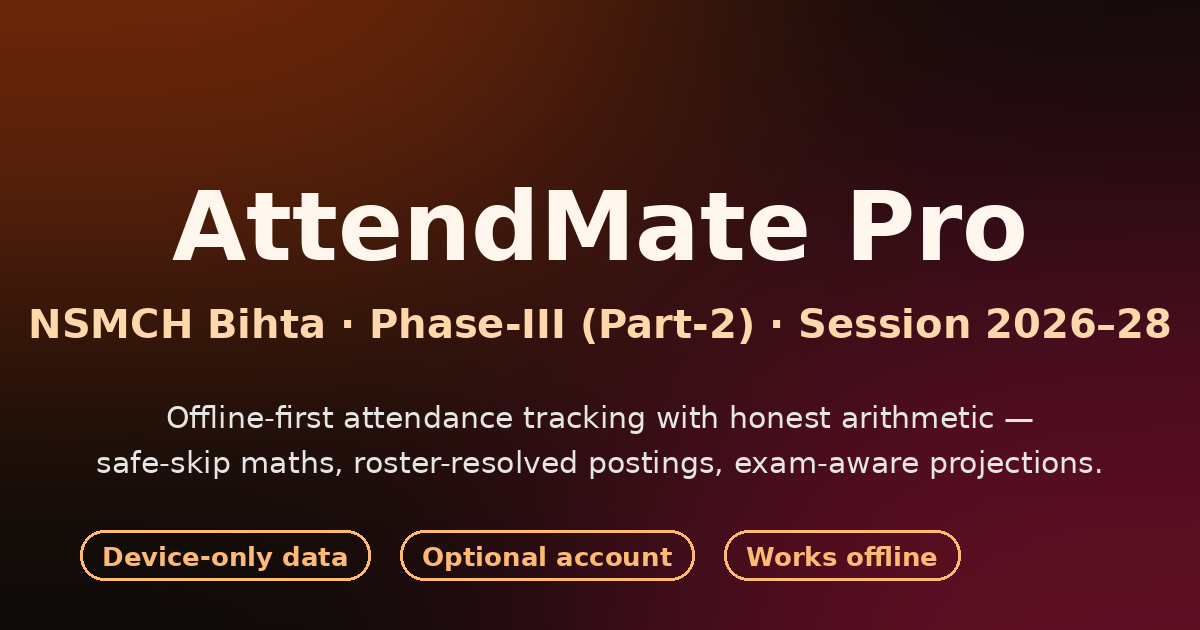 AttendMate Pro
NSMCH Bihta · Phase-III (Part-2) · Session 2026–28
Offline-first attendance tracking with honest arithmetic —
safe-skip maths, roster-resolved postings, exam-aware projections.
Device-only data
Optional account
Works offline